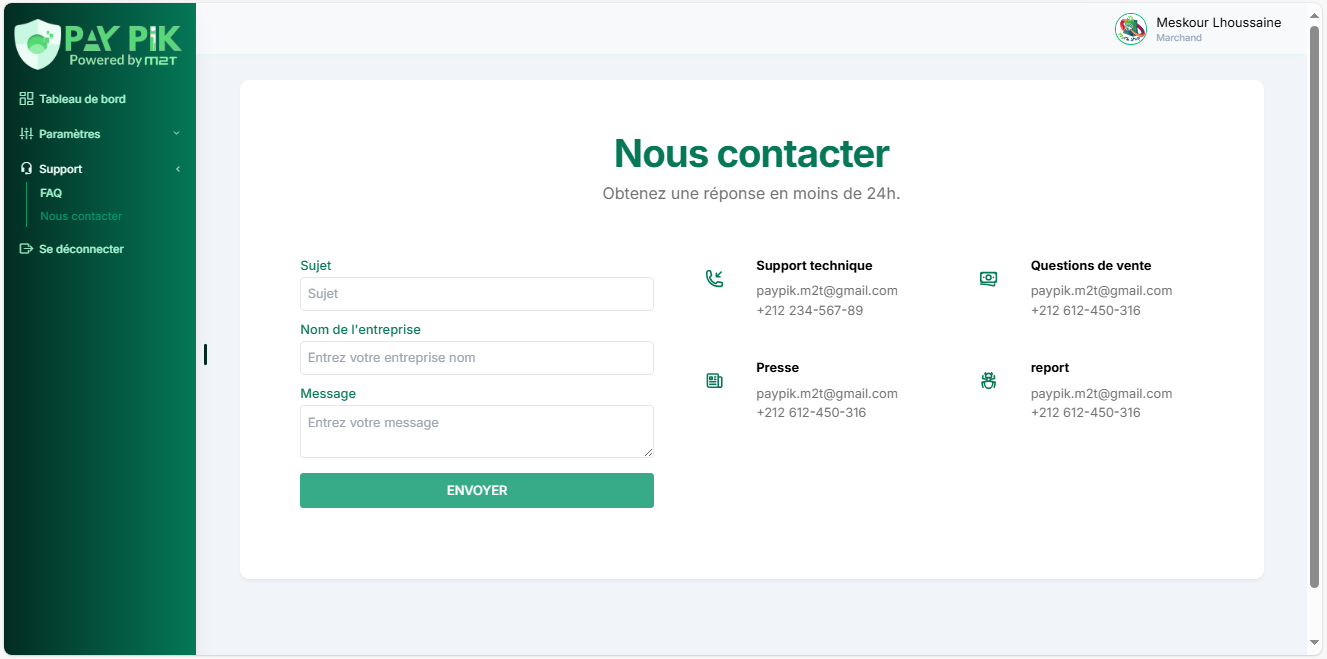 PAY PIK
Powered by M2T
Meskour Lhoussaine
Marchand
Tableau de bord
Paramètres
Support
FAQ
Nous contacter
Se déconnecter
Nous contacter
Obtenez une réponse en moins de 24h.
Sujet
Sujet
Nom de l'entreprise
Entrez votre entreprise nom
Message
Entrez votre message
ENVOYER
Support technique
paypik.m2t@gmail.com
+212 234-567-89
Questions de vente
paypik.m2t@gmail.com
+212 612-450-316
Presse
paypik.m2t@gmail.com
+212 612-450-316
report
paypik.m2t@gmail.com
+212 612-450-316